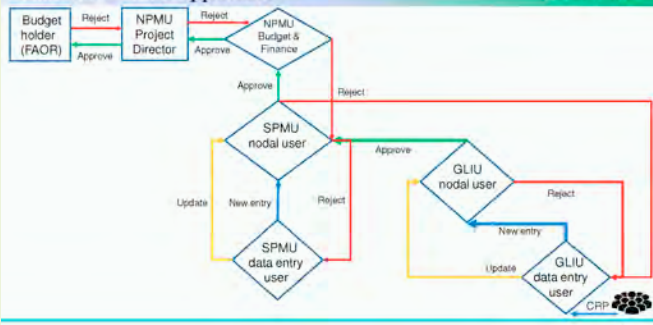 Budget
holder
(FAOR)
Reject
Approve
NPMU
Project
Director
Reject
Approve
NPMU
Budget &
Finance
Approve
Reject
SPMU
nodal user
Approve
GLIU
nodal user
Reject
Update
New entry
Reject
New entry
SPMU
data entry
user
Update
GLIU
data entry
user
CRP